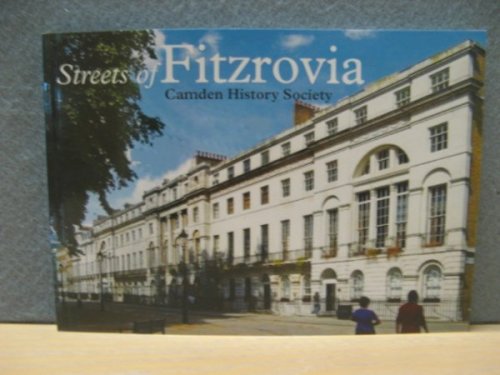 Streets of Fitzrovia
Camden History Society